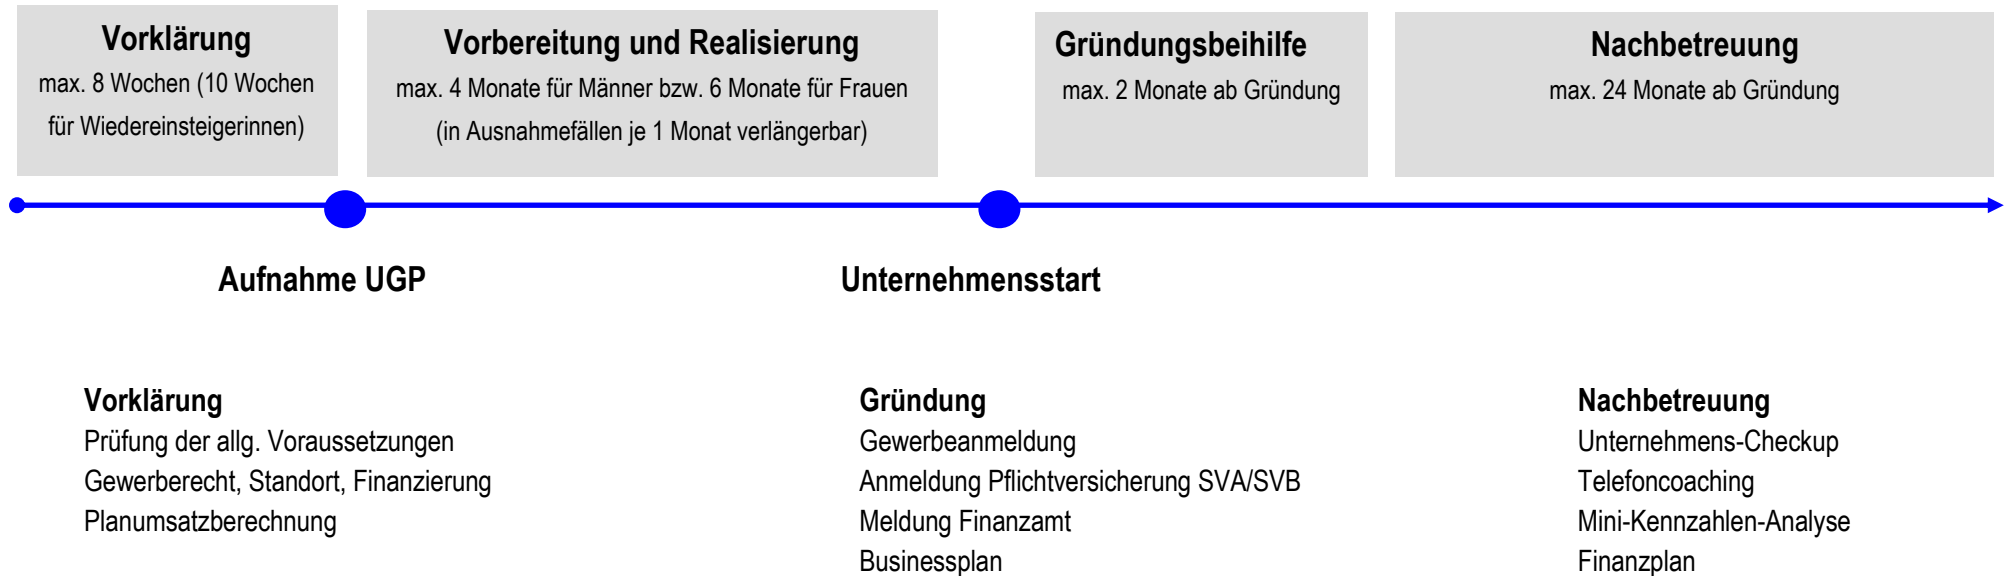 Vorklärung
max. 8 Wochen (10 Wochen
für Wiedereinsteigerinnen)
Vorbereitung und Realisierung
max. 4 Monate für Männer bzw. 6 Monate für Frauen
(in Ausnahmefällen je 1 Monat verlängerbar)
Gründungsbeihilfe
max. 2 Monate ab Gründung
Nachbetreuung
max. 24 Monate ab Gründung
Aufnahme UGP
Unternehmensstart
Vorklärung
Prüfung der allg. Voraussetzungen
Gewerberecht, Standort, Finanzierung
Planumsatzberechnung
Gründung
Gewerbeanmeldung
Anmeldung Pflichtversicherung SVA/SVB
Meldung Finanzamt
Businessplan
Nachbetreuung
Unternehmens-Checkup
Telefoncoaching
Mini-Kennzahlen-Analyse
Finanzplan